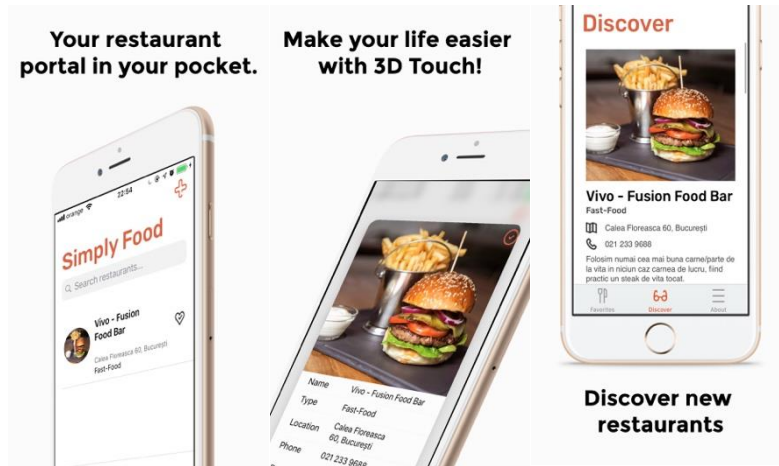 Your restaurant
portal in your pocket.
orange
22:54
Simply Food
Search restaurants...
Vivo - Fusion
Food Bar
Calea Floreasca 60, București
Fast-Food
Make your life easier
with 3D Touch!
Name Vivo - Fusion Food Bar
Type Fast-Food
Location Calea Floreasca
60, București
Phone 021 233 9688
Discover
Vivo - Fusion Food Bar
Fast-Food
Calea Floreasca 60, București
021 233 9688
Folosim numai cea mai buna carne/parte de
la vita in niciun caz carnea de lucru, fiind
practic un steak de vita tocat.
Favorites Discover About
Discover new
restaurants